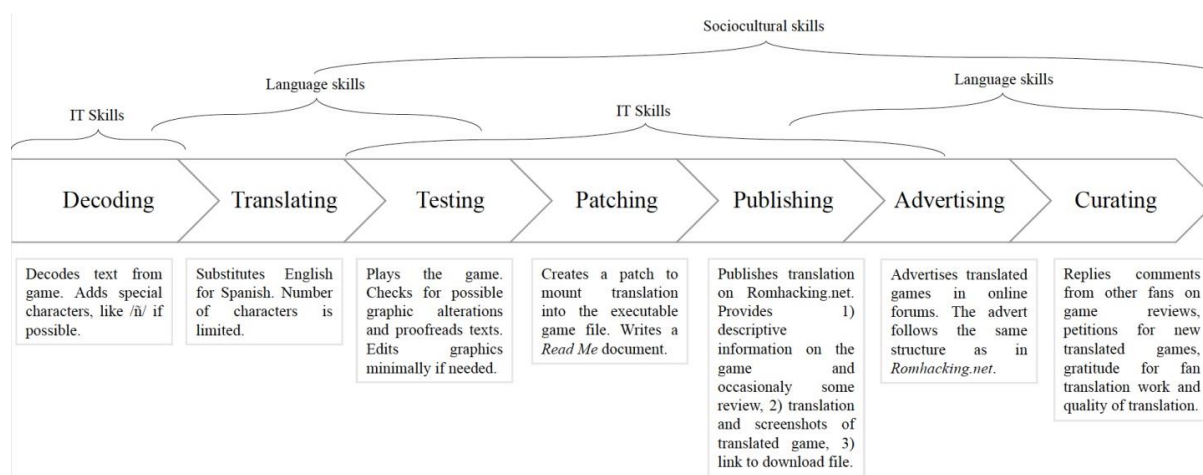 Sociocultural skills
Language skills
Language skills
IT Skills
IT Skills
Decoding
Translating
Testing
Patching
Publishing
Advertising
Curating
Decodes text from
game. Adds special
characters, like /ñ/ if
possible.
Substitutes English
for Spanish. Number
of characters is
limited.
Plays the game.
Checks for possible
graphic alterations
and proofreads texts.
Edits graphics
minimally if needed.
Creates a patch to
mount translation
into the executable
game file. Writes a
Read Me document.
Publishes translation
on Romhacking.net.
Provides 1)
descriptive
information on the
game and
occasionaly some
review, 2) translation
and screenshots of
translated game, 3)
link to download file.
Advertises translated
games in online
forums. The advert
follows the same
structure as in
Romhacking.net.
Replies comments
from other fans on
game reviews,
petitions for new
translated games,
gratitude for fan
translation work and
quality of translation.